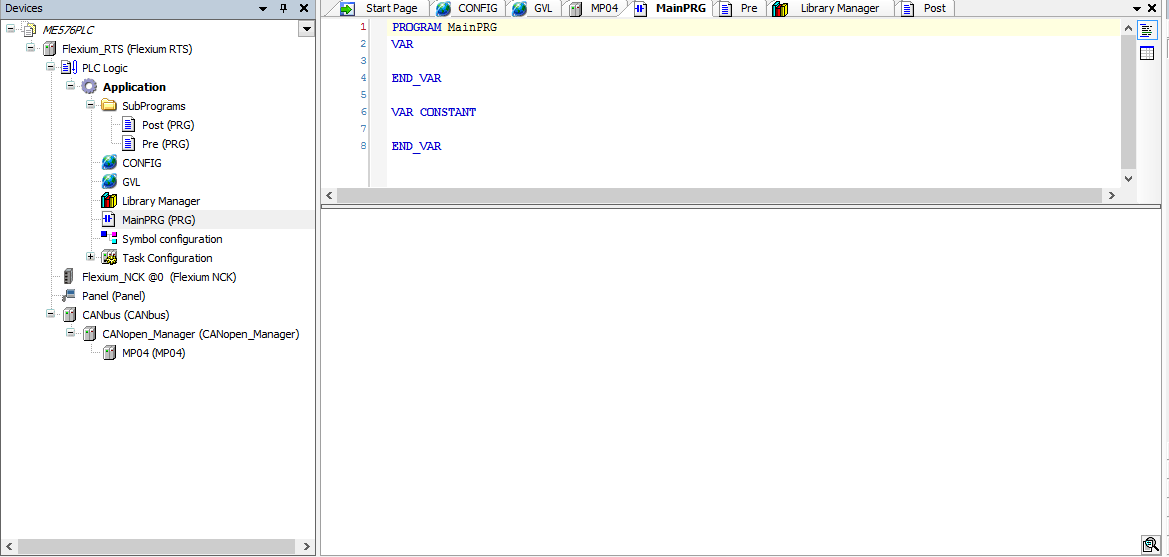 Devices
ME576PLC
Flexium_RTS (Flexium RTS)
PLC Logic
Application
SubPrograms
Post (PRG)
Pre (PRG)
CONFIG
GVL
Library Manager
MainPRG (PRG)
Symbol configuration
Task Configuration
Flexium_NCK @0 (Flexium NCK)
Panel (Panel)
CANbus (CANbus)
CANopen_Manager (CANopen_Manager)
MP04 (MP04)
Start Page CONFIG GVL MP04 MainPRG Pre Library Manager Post
1 PROGRAM MainPRG
2 VAR
3
4 END_VAR
5
6 VAR CONSTANT
7
8 END_VAR